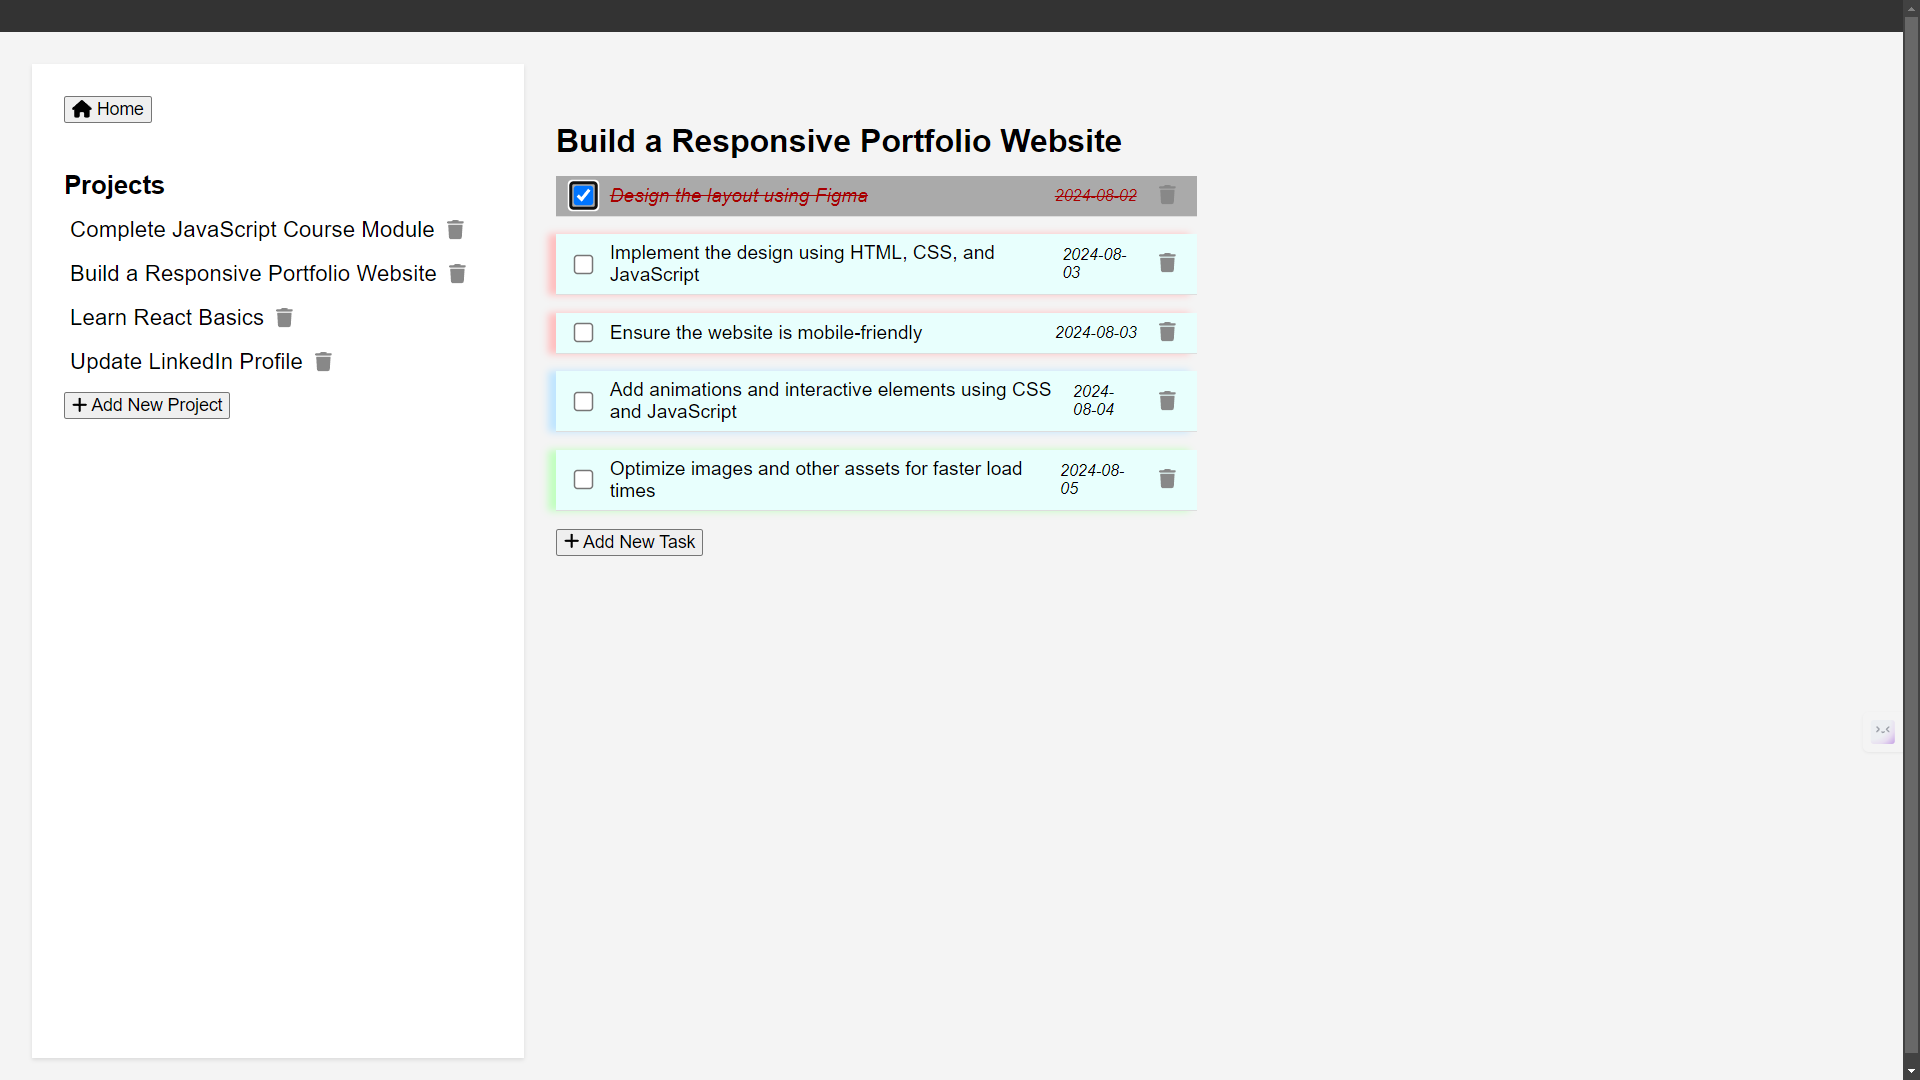 Home
Projects
Complete JavaScript Course Module
Build a Responsive Portfolio Website
Learn React Basics
Update LinkedIn Profile
Add New Project
Build a Responsive Portfolio Website
Design the layout using Figma 2024-08-02
Implement the design using HTML, CSS, and
JavaScript
2024-08-
03
Ensure the website is mobile-friendly 2024-08-03
Add animations and interactive elements using CSS
and JavaScript
2024-
08-04
Optimize images and other assets for faster load
times
2024-08-
05
Add New Task